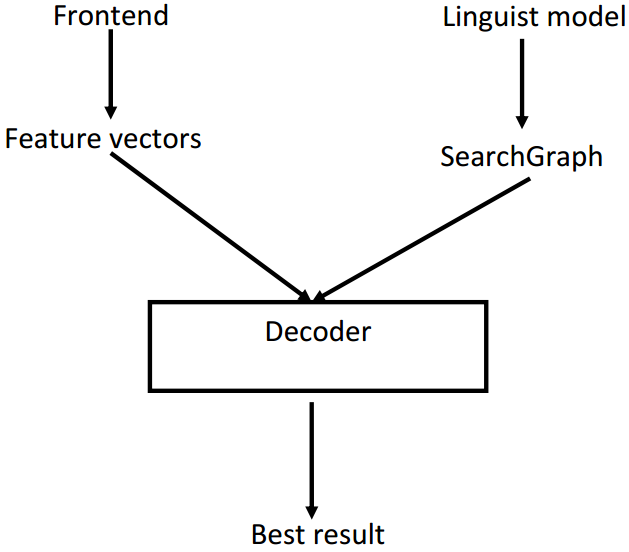 Frontend
Linguist model
Feature vectors
SearchGraph
Decoder
Best result